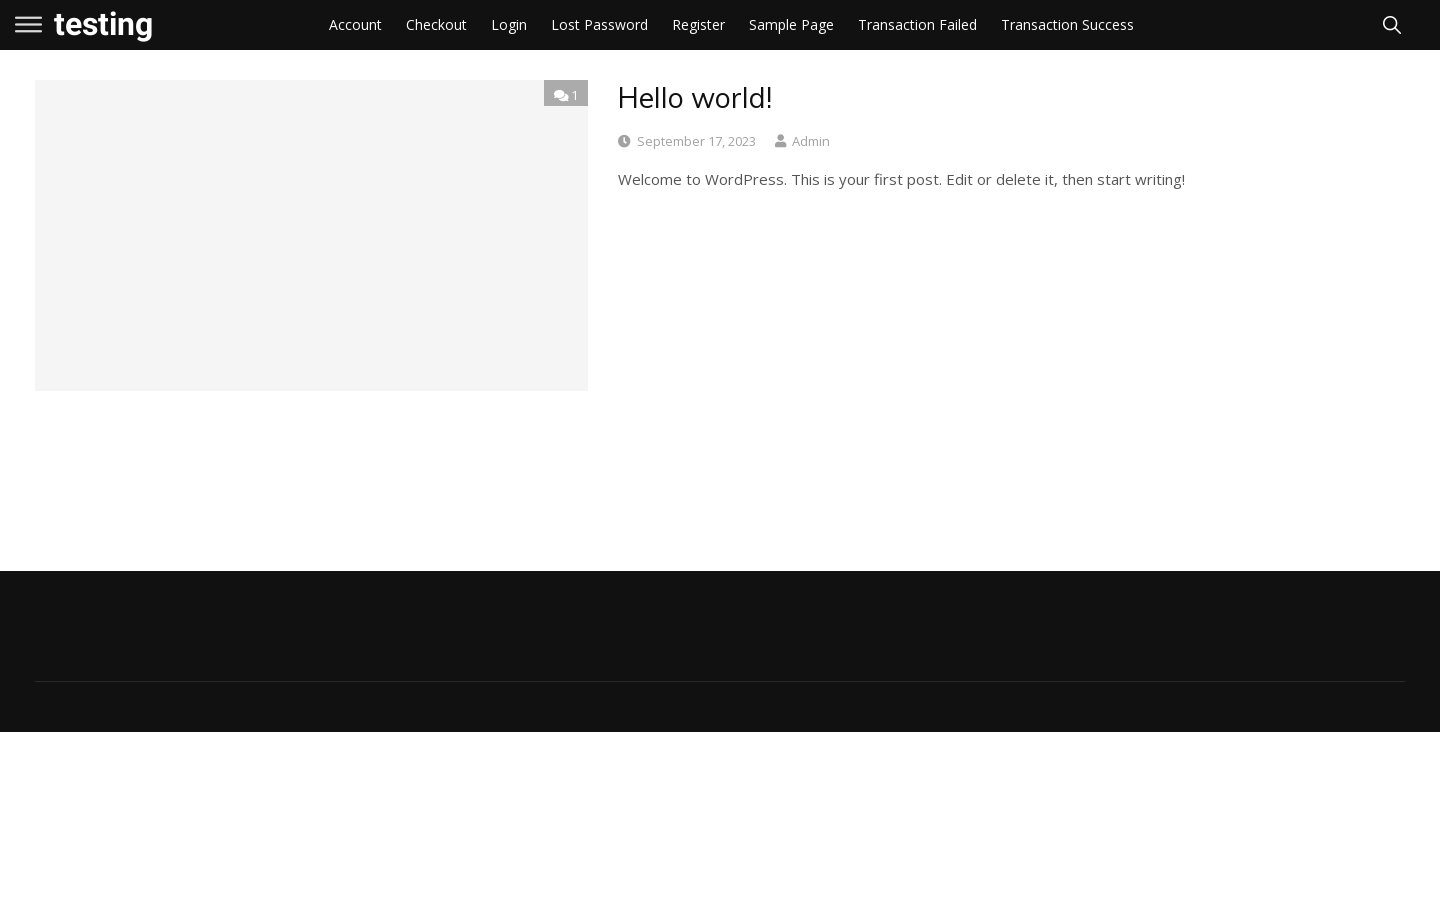 testing
Account Checkout Login Lost Password Register Sample Page Transaction Failed Transaction Success
1
Hello world!
September 17, 2023 Admin
Welcome to WordPress. This is your first post. Edit or delete it, then start writing!